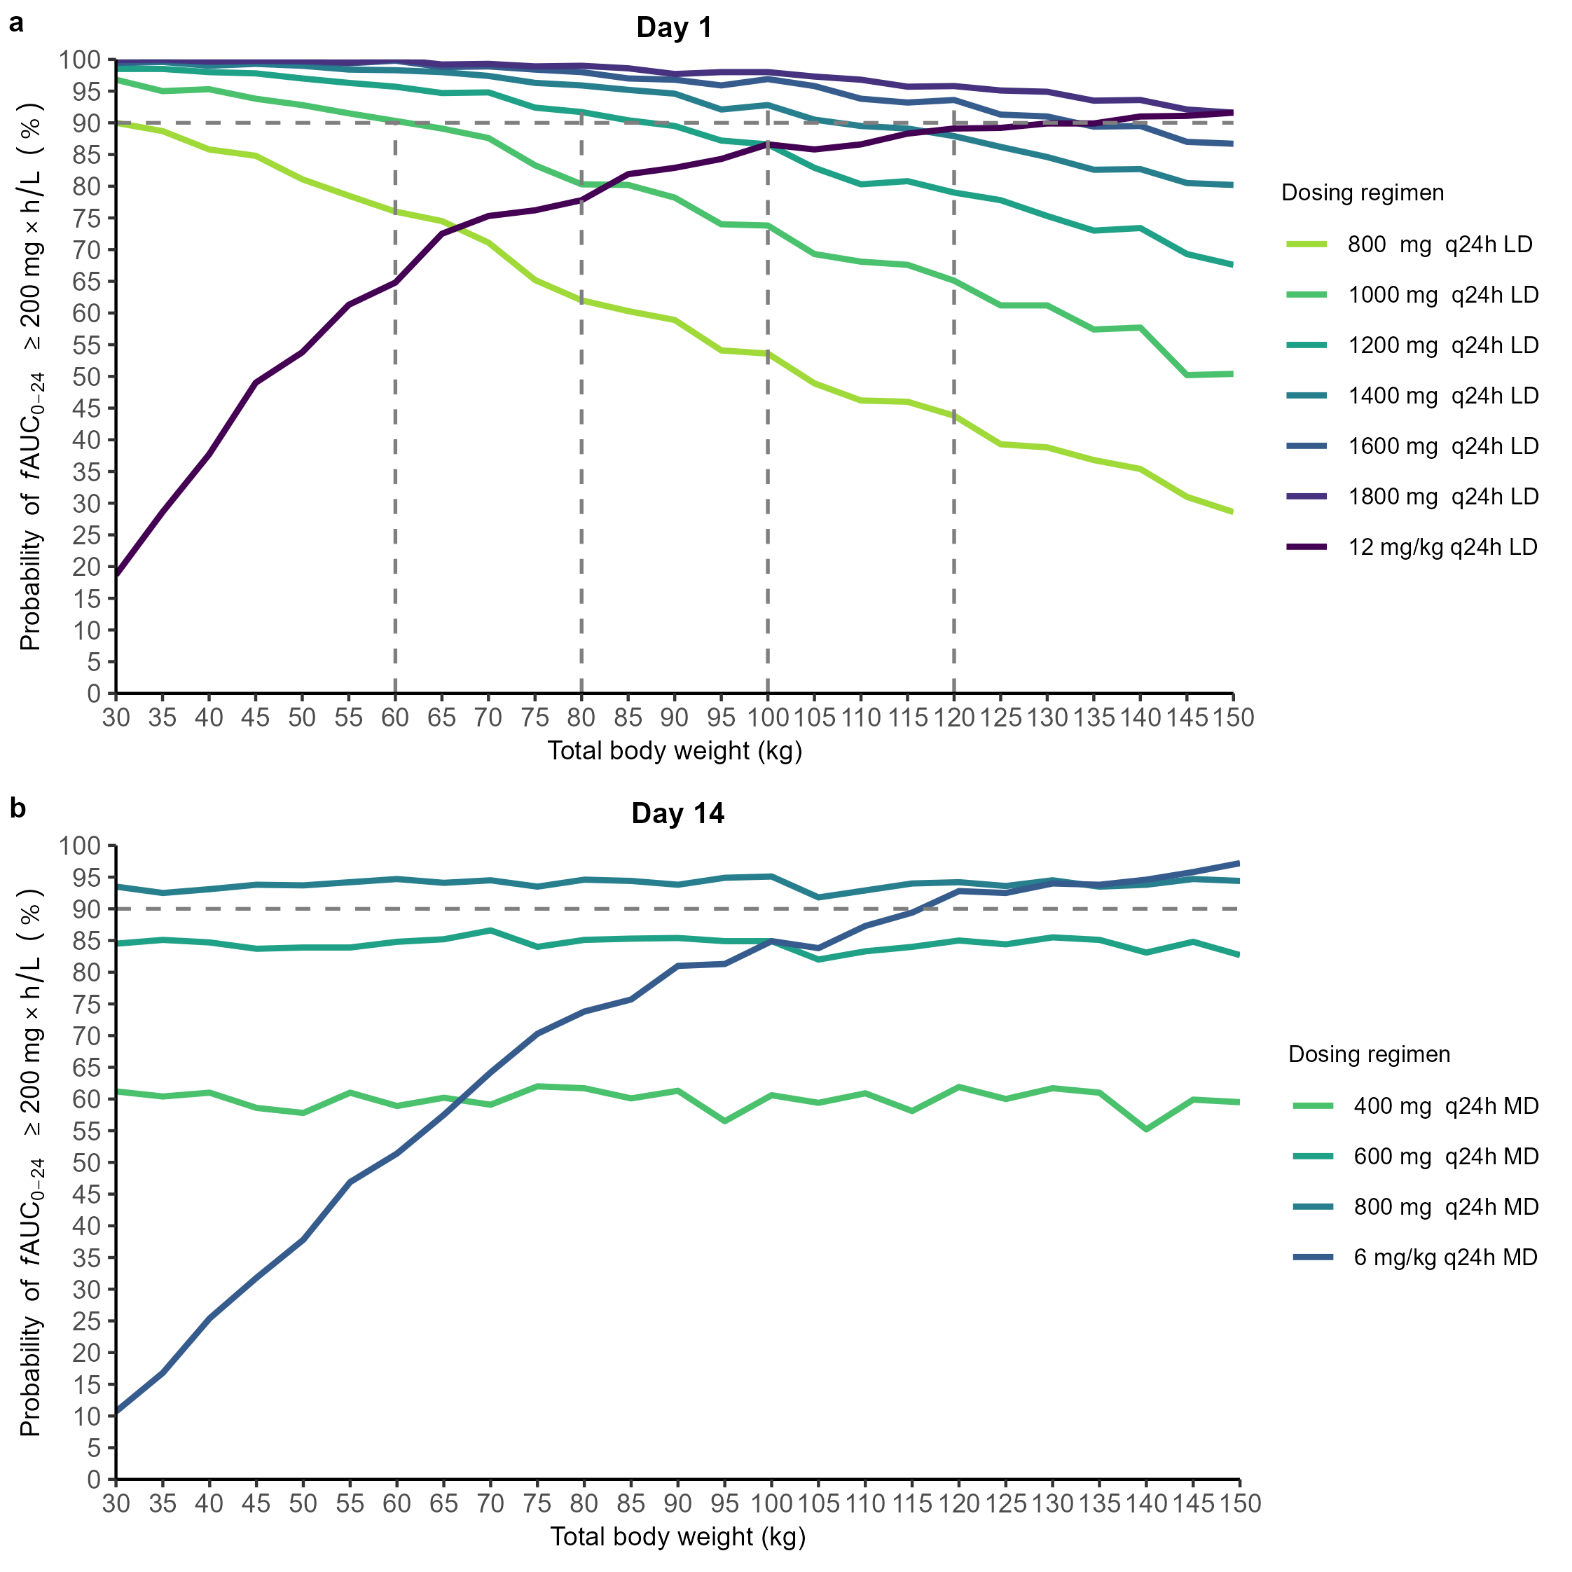 a
Day 1
Probability of fAUC0−24 ≥ 200 mg × h/L ( % )
100
95
90
85
80
75
70
65
60
55
50
45
40
35
30
25
20
15
10
5
0
30 35 40 45 50 55 60 65 70 75 80 85 90 95 100 105 110 115 120 125 130 135 140 145 150
Total body weight (kg)
Dosing regimen
800 mg q24h LD
1000 mg q24h LD
1200 mg q24h LD
1400 mg q24h LD
1600 mg q24h LD
1800 mg q24h LD
12 mg/kg q24h LD
b
Day 14
Probability of fAUC0−24 ≥ 200 mg × h/L ( % )
100
95
90
85
80
75
70
65
60
55
50
45
40
35
30
25
20
15
10
5
0
30 35 40 45 50 55 60 65 70 75 80 85 90 95 100 105 110 115 120 125 130 135 140 145 150
Total body weight (kg)
Dosing regimen
400 mg q24h MD
600 mg q24h MD
800 mg q24h MD
6 mg/kg q24h MD